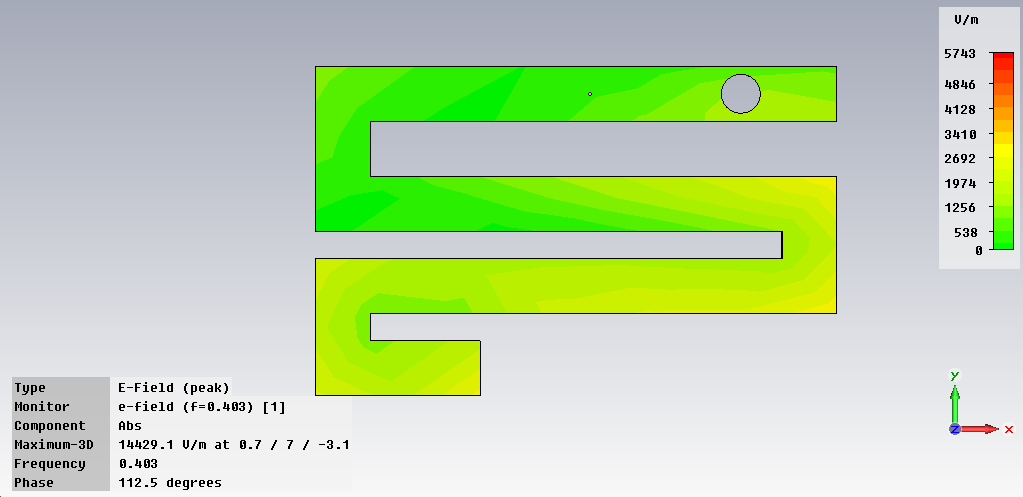 V/m
5743
4846
4128
3410
2692
1974
1256
538
0
Type E-Field (peak)
Monitor e-field (f=0.403) [1]
Component Abs
Maximum-3D 14429.1 V/m at 0.7 / 7 / -3.1
Frequency 0.403
Phase 112.5 degrees
y
z x